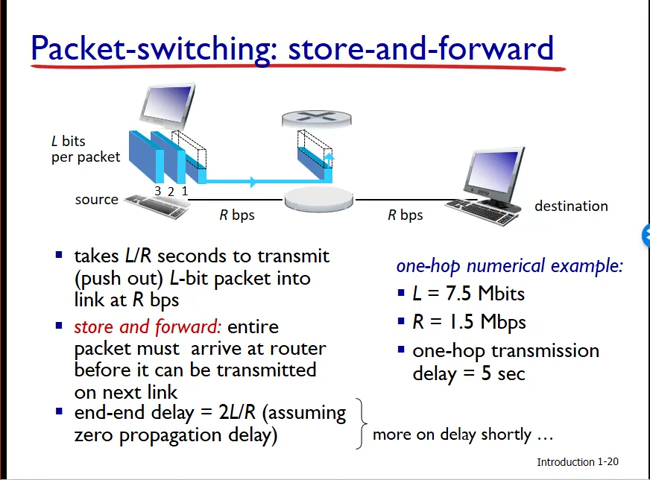 Packet-switching: store-and-forward
L bits
per packet
3 2 1
source
R bps
R bps
destination
▪ takes L/R seconds to transmit
(push out) L-bit packet into
link at R bps
▪ store and forward: entire
packet must arrive at router
before it can be transmitted
on next link
▪ end-end delay = 2L/R (assuming
zero propagation delay)
one-hop numerical example:
▪ L = 7.5 Mbits
▪ R = 1.5 Mbps
▪ one-hop transmission
delay = 5 sec
more on delay shortly …
Introduction 1-20